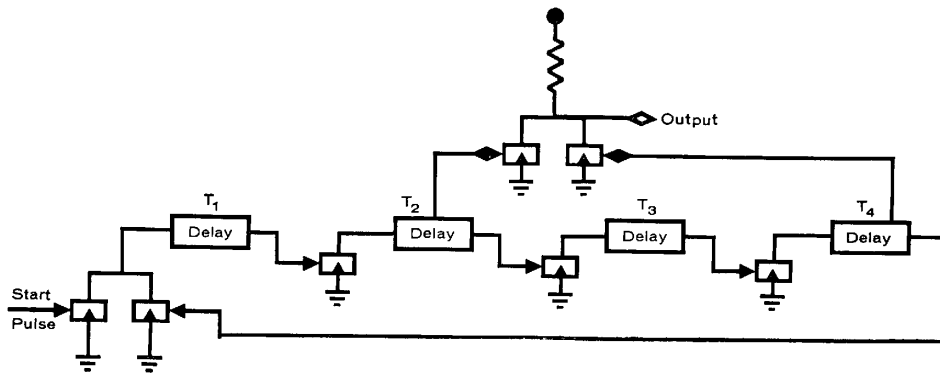 Output
T1
T2
T3
T4
Delay
Delay
Delay
Delay
Start
Pulse